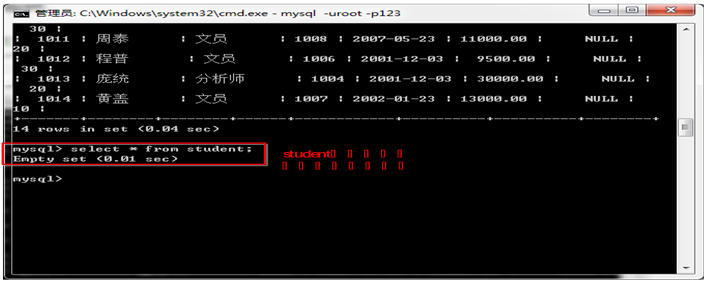 管理员: C:\Windows\system32\cmd.exe - mysql -uroot -p123
30 |
| 1011 | 周泰 | 文员 | 1008 | 2007-05-23 | 11000.00 | NULL |
20 |
| 1012 | 程普 | 文员 | 1006 | 2001-12-03 | 9500.00 | NULL |
30 |
| 1013 | 庞统 | 分析师 | 1004 | 2001-12-03 | 30000.00 | NULL |
20 |
| 1014 | 黄盖 | 文员 | 1007 | 2002-01-23 | 13000.00 | NULL |
10 |
14 rows in set (0.04 sec)
mysql> select * from student;
Empty set (0.01 sec)
student
mysql>